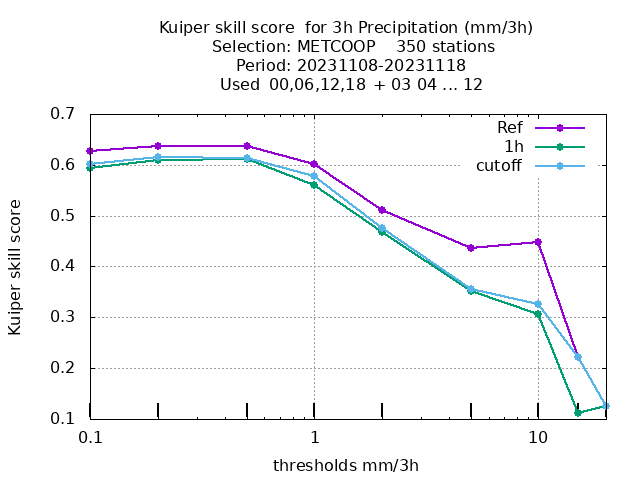 Kuiper skill score  for 3h Precipitation (mm/3h)
Selection: METCOOP    350 stations
Period: 20231108-20231118
Used  00,06,12,18  + 03 04 ... 12
0.7
0.6
0.5
0.4
0.3
0.2
0.1
Kuiper skill score
Ref
1h
cutoff
0.1 1 10
thresholds mm/3h